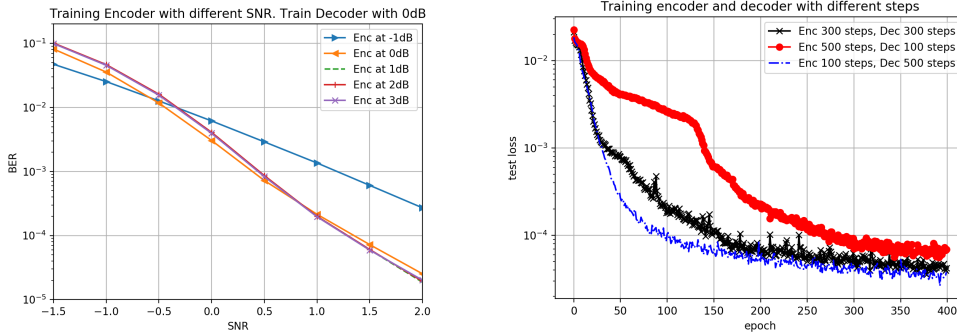 Training Encoder with different SNR. Train Decoder with 0dB
10⁻¹
10⁻²
10⁻³
10⁻⁴
10⁻⁵
BER
Enc at -1dB
Enc at 0dB
Enc at 1dB
Enc at 2dB
Enc at 3dB
−1.5 −1.0 −0.5 0.0 0.5 1.0 1.5 2.0
SNR
Training encoder and decoder with different steps
10⁻²
10⁻³
10⁻⁴
test loss
Enc 300 steps, Dec 300 steps
Enc 500 steps, Dec 100 steps
Enc 100 steps, Dec 500 steps
0 50 100 150 200 250 300 350 400
epoch